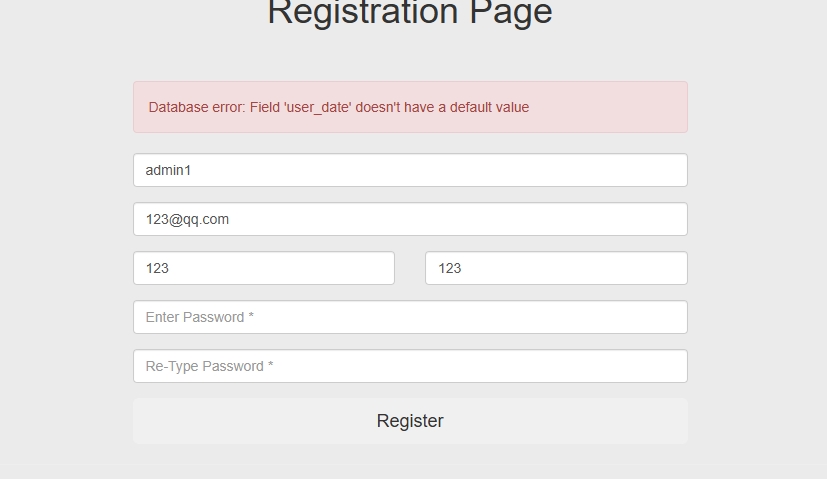 Registration Page
Database error: Field 'user_date' doesn't have a default value
admin1
123@qq.com
123 123
Enter Password *
Re-Type Password *
Register